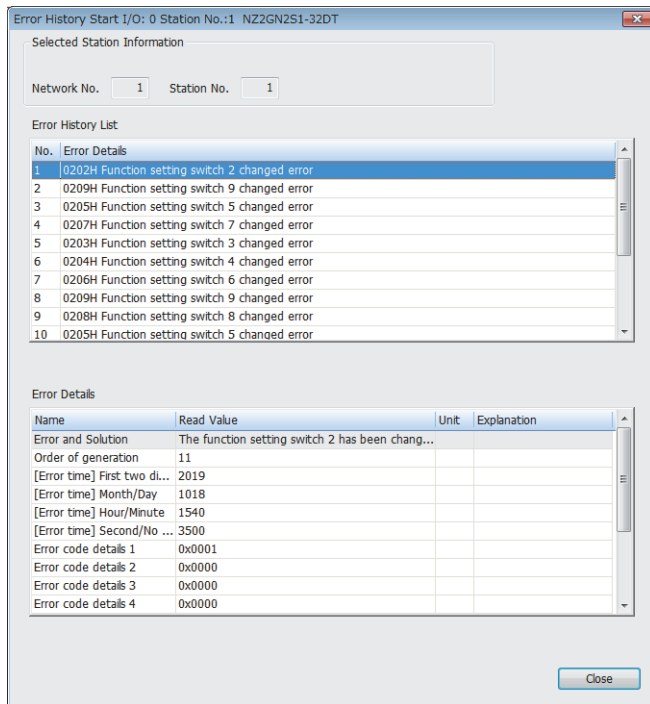 Error History Start I/O: 0 Station No.:1 NZ2GN2S1-32DT
Selected Station Information
Network No. 1 Station No. 1
Error History List
No. Error Details
1 0202H Function setting switch 2 changed error
2 0209H Function setting switch 9 changed error
3 0205H Function setting switch 5 changed error
4 0207H Function setting switch 7 changed error
5 0203H Function setting switch 3 changed error
6 0204H Function setting switch 4 changed error
7 0206H Function setting switch 6 changed error
8 0209H Function setting switch 9 changed error
9 0208H Function setting switch 8 changed error
10 0205H Function setting switch 5 changed error
Error Details
Name Read Value Unit Explanation
Error and Solution The function setting switch 2 has been chang...
Order of generation 11
[Error time] First two di... 2019
[Error time] Month/Day 1018
[Error time] Hour/Minute 1540
[Error time] Second/No ... 3500
Error code details 1 0x0001
Error code details 2 0x0000
Error code details 3 0x0000
Error code details 4 0x0000
Close